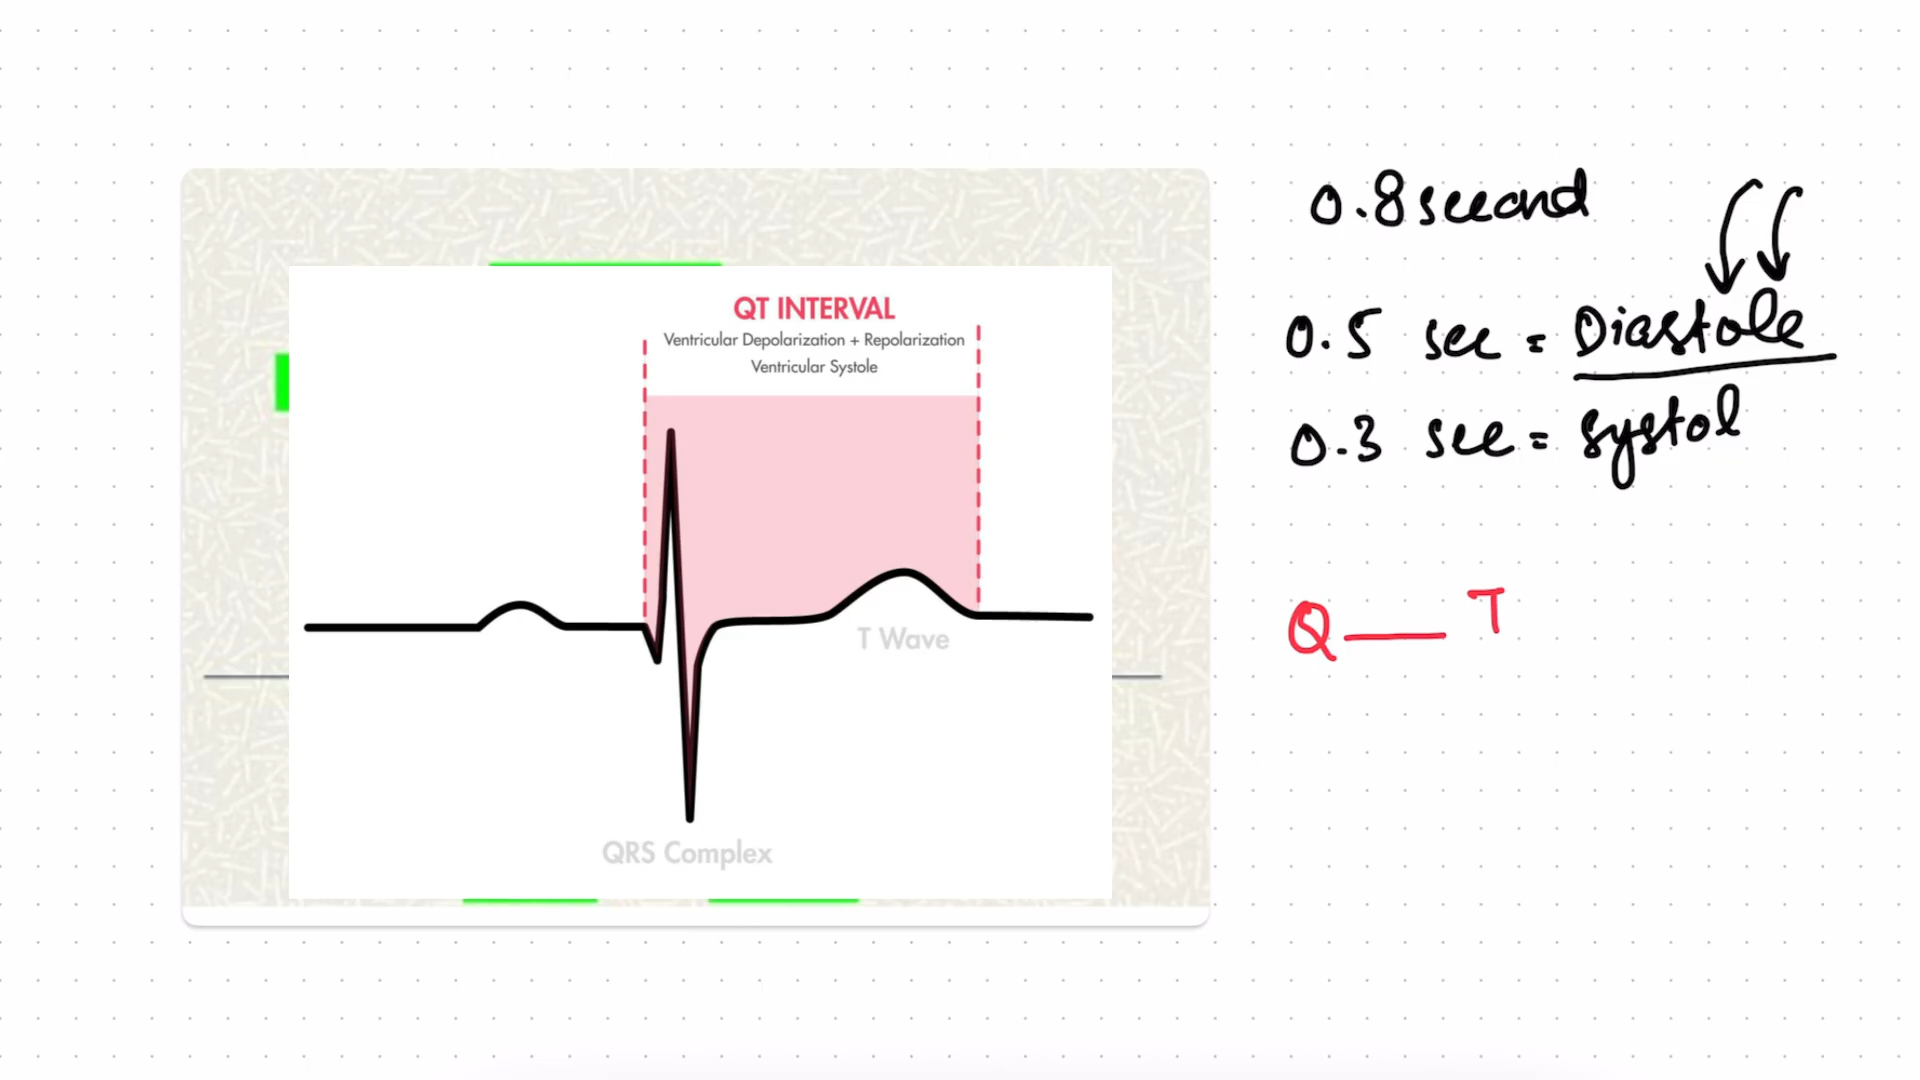 QT INTERVAL
Ventricular Depolarization + Repolarization
Ventricular Systole
T Wave
QRS Complex
0.8 second
0.5 sec = Diastole
0.3 sec = systol
Q — T